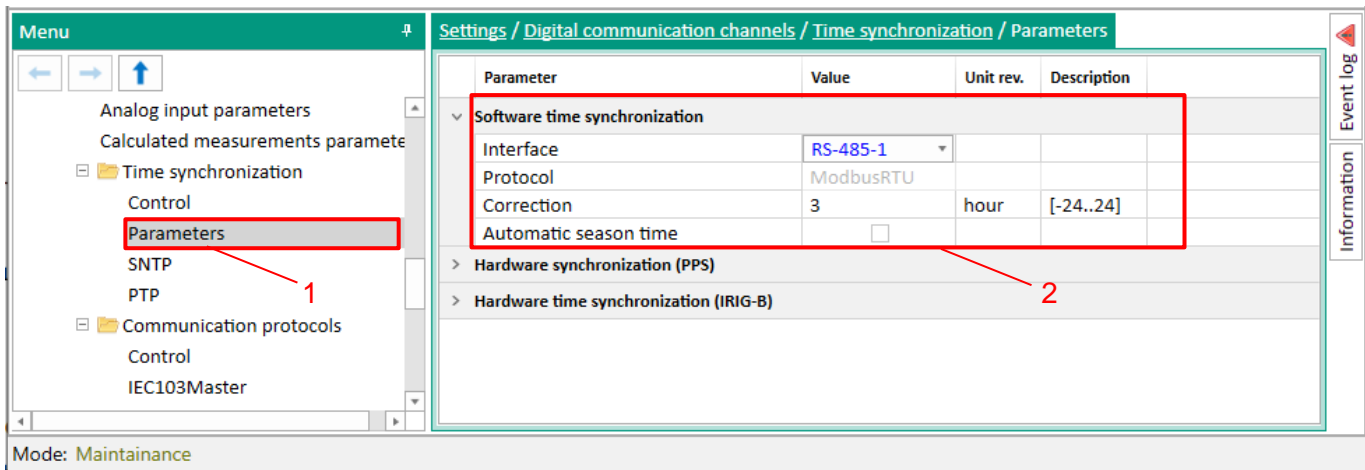 Menu
Analog input parameters
Calculated measurements paramete
Time synchronization
Control
Parameters
SNTP
PTP
Communication protocols
Control
IEC103Master
1
Settings / Digital communication channels / Time synchronization / Parameters
Parameter Value Unit rev. Description
Software time synchronization
Interface RS-485-1
Protocol ModbusRTU
Correction 3 hour [-24..24]
Automatic season time
Hardware synchronization (PPS)
Hardware time synchronization (IRIG-B)
2
Event log
Information
Mode: Maintainance